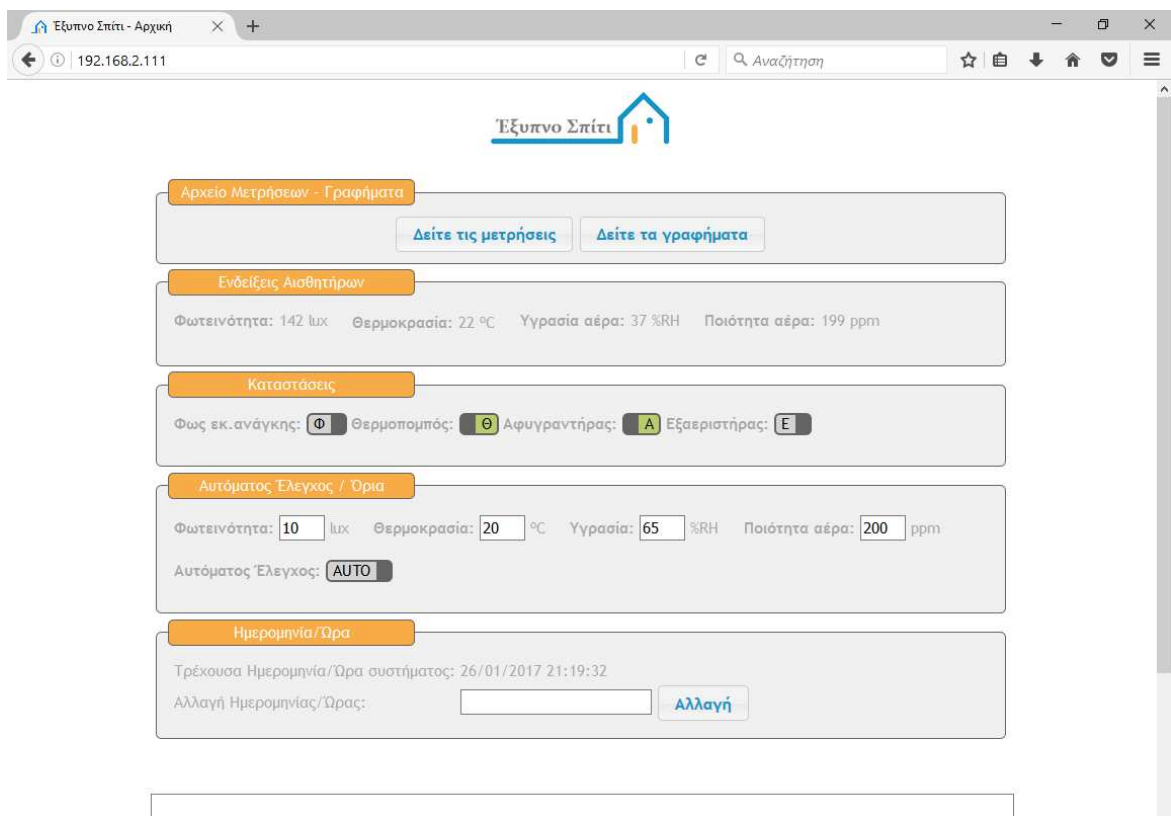 Έξυπνο Σπίτι - Αρχική
192.168.2.111
Αναζήτηση
Έξυπνο Σπίτι
Αρχείο Μετρήσεων - Γραφήματα
Δείτε τις μετρήσεις Δείτε τα γραφήματα
Ενδείξεις Αισθητήρων
Φωτεινότητα: 142 lux Θερμοκρασία: 22 ºC Υγρασία αέρα: 37 %RH Ποιότητα αέρα: 199 ppm
Καταστάσεις
Φως εκ.ανάγκης: Φ Θερμοπομπός: Θ Αφυγραντήρας: Α Εξαεριστήρας: Ε
Αυτόματος Έλεγχος / Όρια
Φωτεινότητα: 10 lux Θερμοκρασία: 20 ºC Υγρασία: 65 %RH Ποιότητα αέρα: 200 ppm
Αυτόματος Έλεγχος: AUTO
Ημερομηνία/Ώρα
Τρέχουσα Ημερομηνία/Ώρα συστήματος: 26/01/2017 21:19:32
Αλλαγή Ημερομηνίας/Ώρας: Αλλαγή